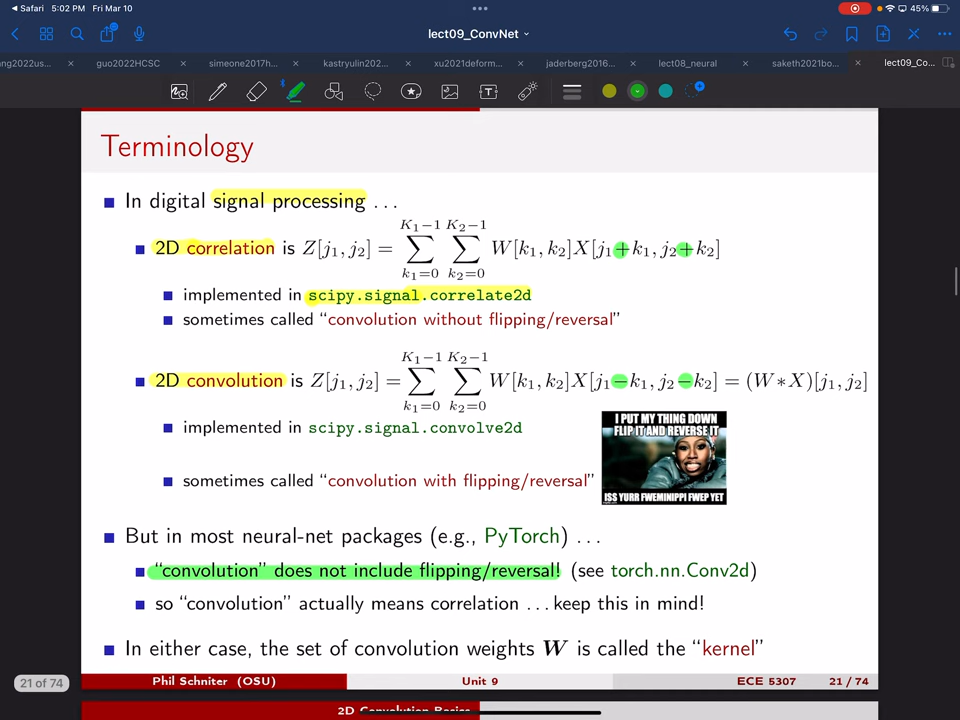 Safari 5:02 PM Fri Mar 10 45%
lect09_ConvNet
ang2022us... guo2022HCSC simeone2017h... kastryulin202... xu2021deform... jaderberg2016... lect08_neural saketh2021bo... lect09_Co...
Terminology
In digital signal processing ...
2D correlation is Z[j₁, j₂] = ∑_{k₁=0}^{K₁−1} ∑_{k₂=0}^{K₂−1} W[k₁, k₂]X[j₁+k₁, j₂+k₂]
implemented in scipy.signal.correlate2d
sometimes called “convolution without flipping/reversal”
2D convolution is Z[j₁, j₂] = ∑_{k₁=0}^{K₁−1} ∑_{k₂=0}^{K₂−1} W[k₁, k₂]X[j₁−k₁, j₂−k₂] = (W∗X)[j₁, j₂]
implemented in scipy.signal.convolve2d
I PUT MY THING DOWN
FLIP IT AND REVERSE IT
sometimes called “convolution with flipping/reversal”
ISS YURR FWEMINIPPI FWEP YET
But in most neural-net packages (e.g., PyTorch) ...
“convolution” does not include flipping/reversal! (see torch.nn.Conv2d)
so “convolution” actually means correlation ... keep this in mind!
In either case, the set of convolution weights W is called the “kernel”
21 of 74
Phil Schniter (OSU) Unit 9 ECE 5307 21 / 74
2D Convolution Basics